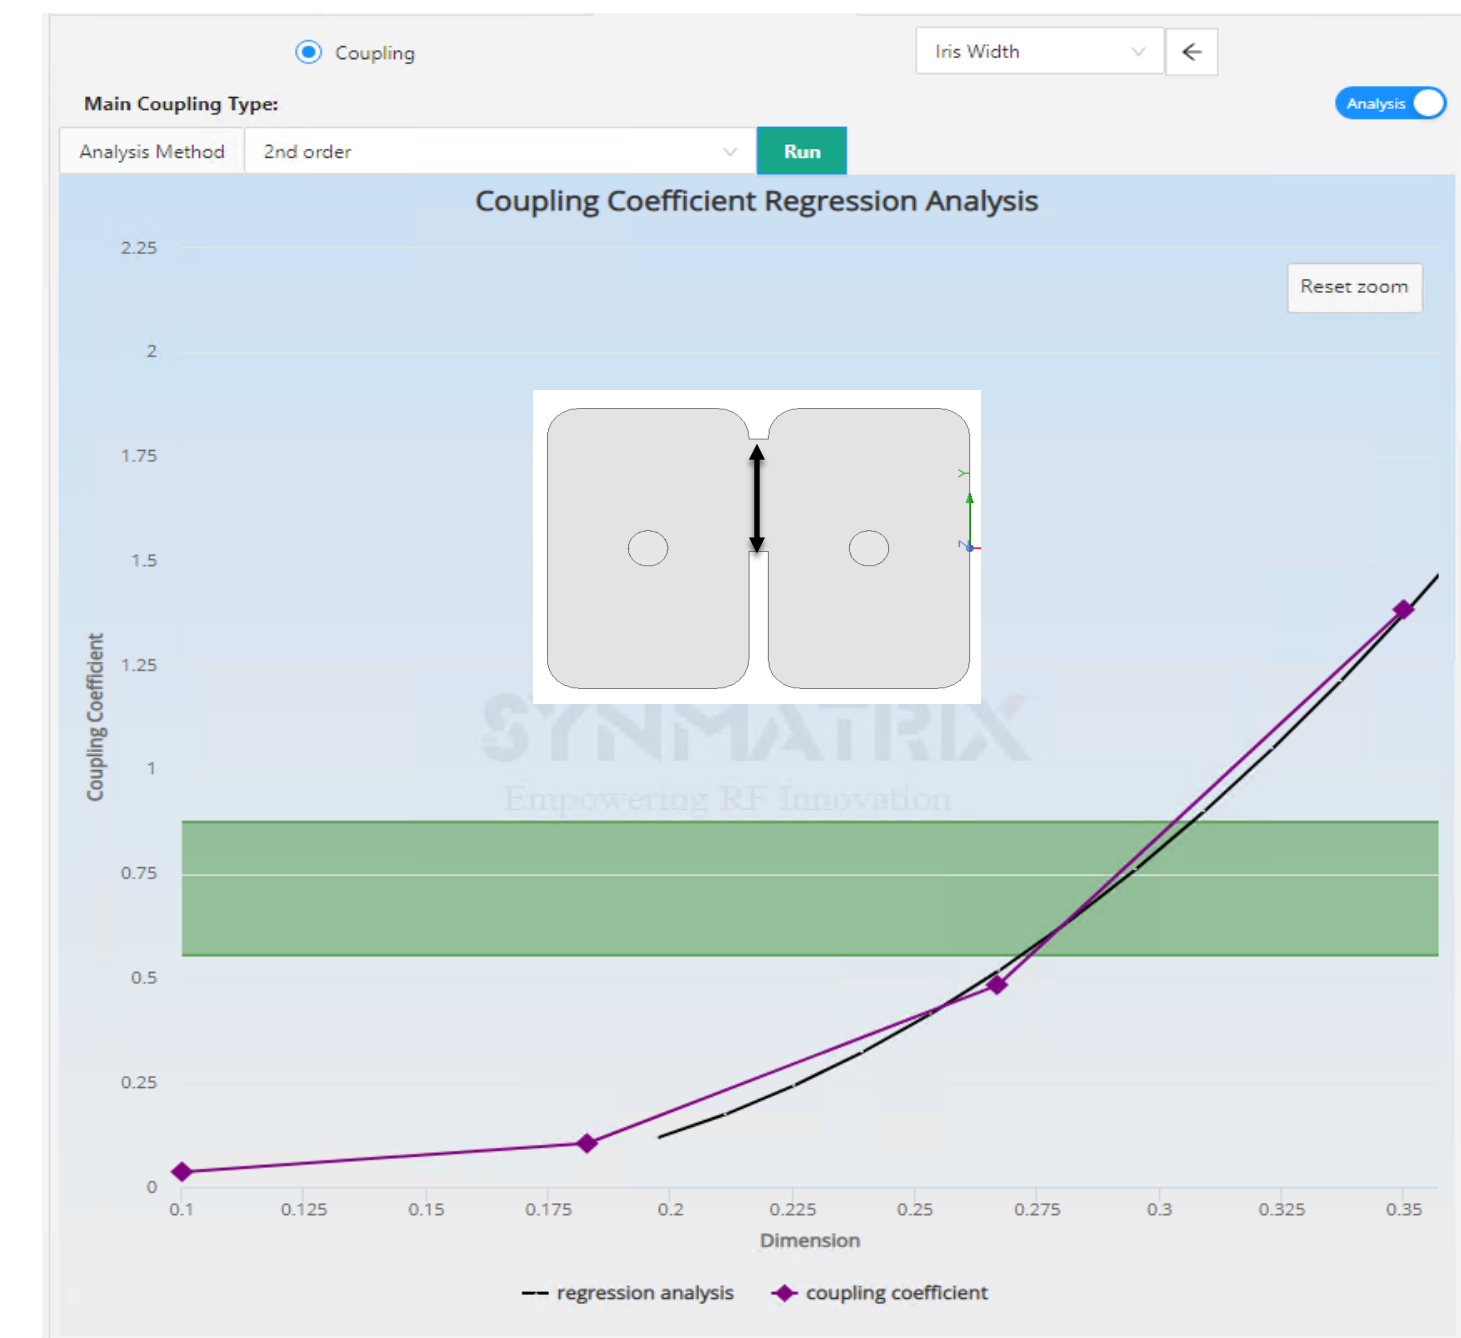 Coupling
Iris Width
Main Coupling Type:
Analysis
Analysis Method
2nd order
Run
Coupling Coefficient Regression Analysis
2.25
Reset zoom
2
1.75
Y
1.5
Z
Coupling Coefficient
1.25
SYNMATRIX
1
Empowering RF Innovation
0.75
0.5
0.25
0
0.1 0.125 0.15 0.175 0.2 0.225 0.25 0.275 0.3 0.325 0.35
Dimension
regression analysis
coupling coefficient